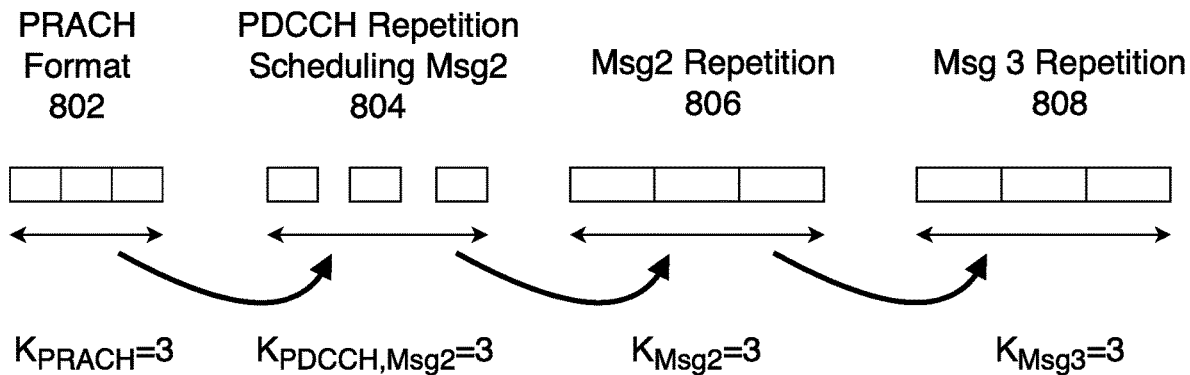 PRACH
Format
802
PDCCH Repetition
Scheduling Msg2
804
Msg2 Repetition
806
Msg 3 Repetition
808
KPRACH=3
KPDCCH,Msg2=3
KMsg2=3
KMsg3=3